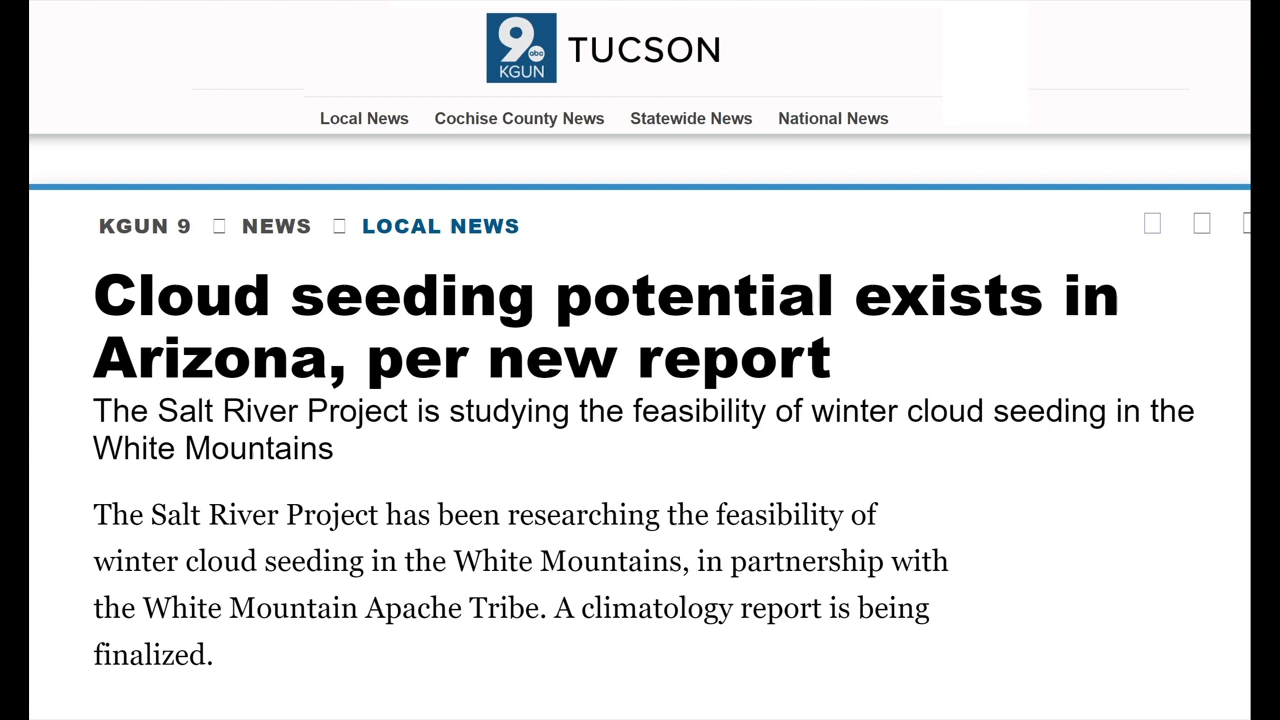 9 abc
KGUN
TUCSON
Local News Cochise County News Statewide News National News
KGUN 9 NEWS LOCAL NEWS
Cloud seeding potential exists in
Arizona, per new report
The Salt River Project is studying the feasibility of winter cloud seeding in the
White Mountains
The Salt River Project has been researching the feasibility of
winter cloud seeding in the White Mountains, in partnership with
the White Mountain Apache Tribe. A climatology report is being
finalized.